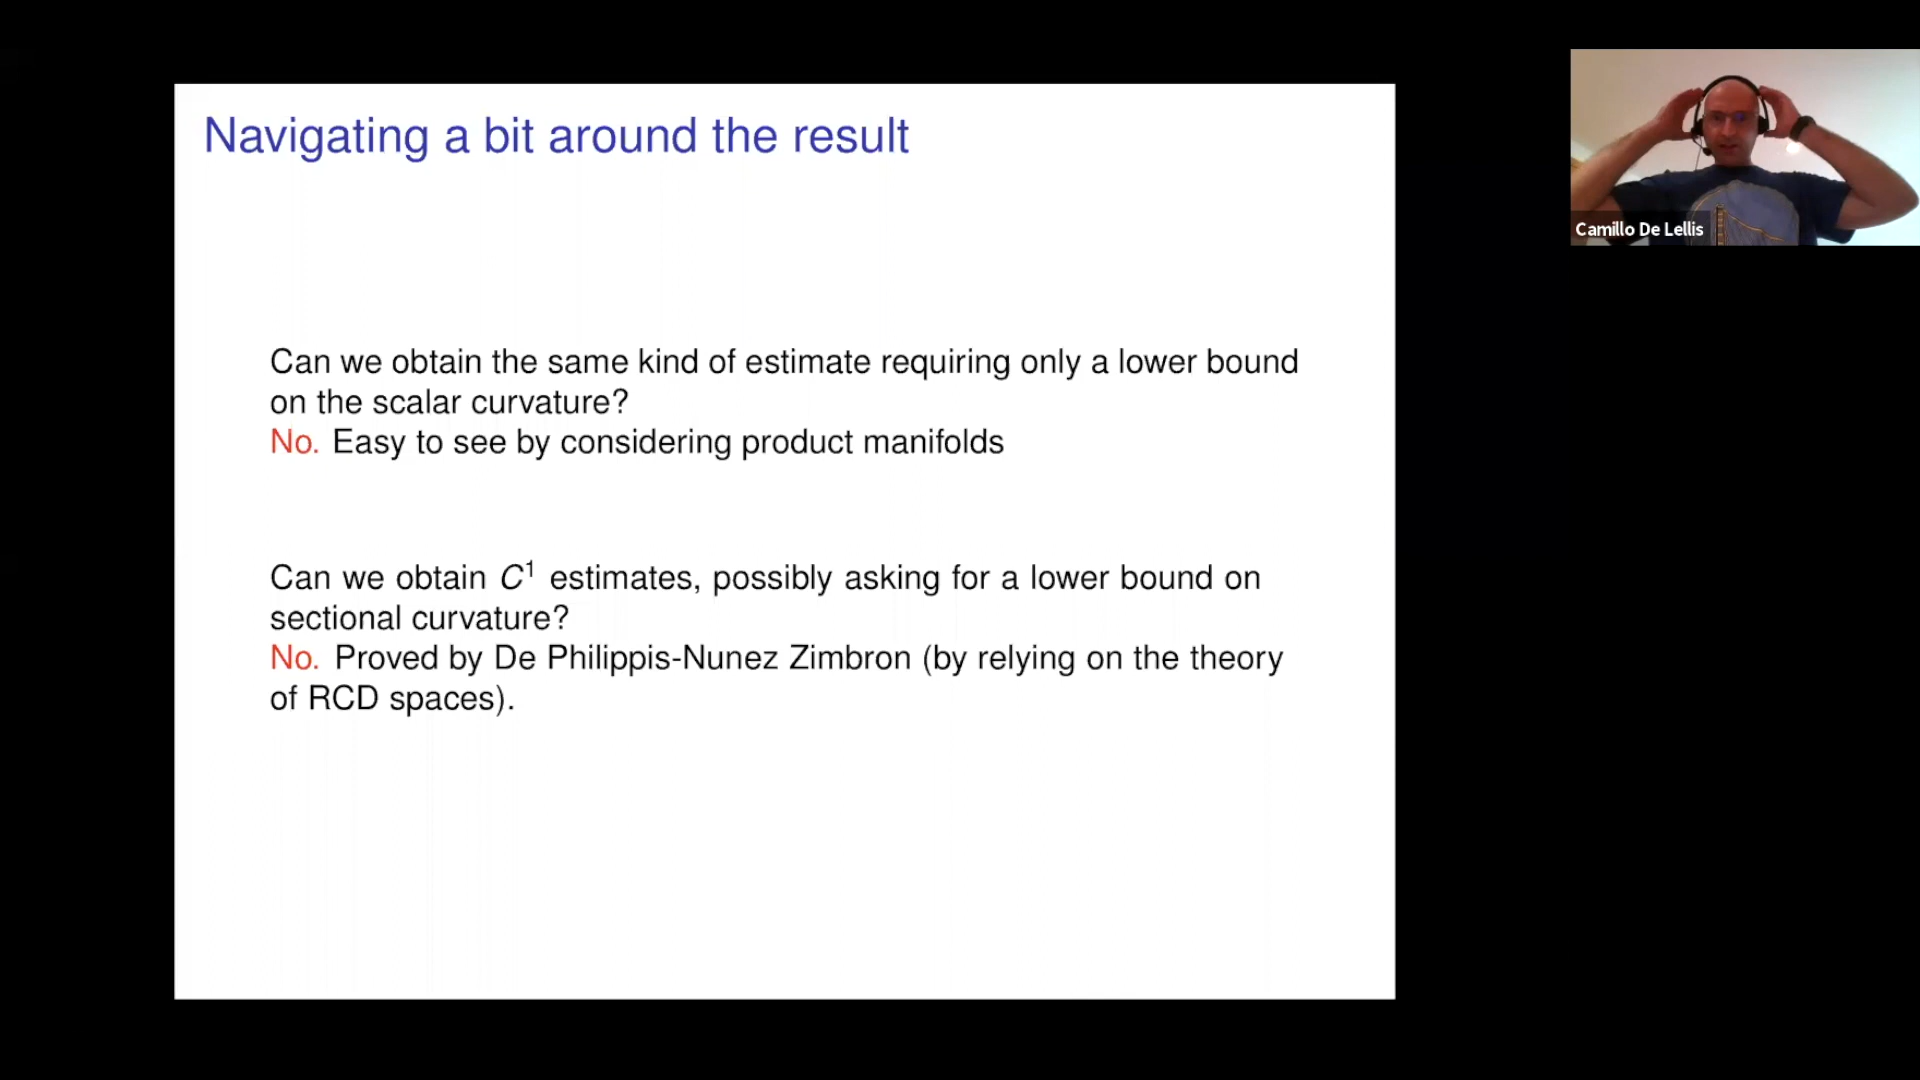 Navigating a bit around the result
Camillo De Lellis
Can we obtain the same kind of estimate requiring only a lower bound
on the scalar curvature?
No. Easy to see by considering product manifolds
Can we obtain C¹ estimates, possibly asking for a lower bound on
sectional curvature?
No. Proved by De Philippis-Nunez Zimbron (by relying on the theory
of RCD spaces).